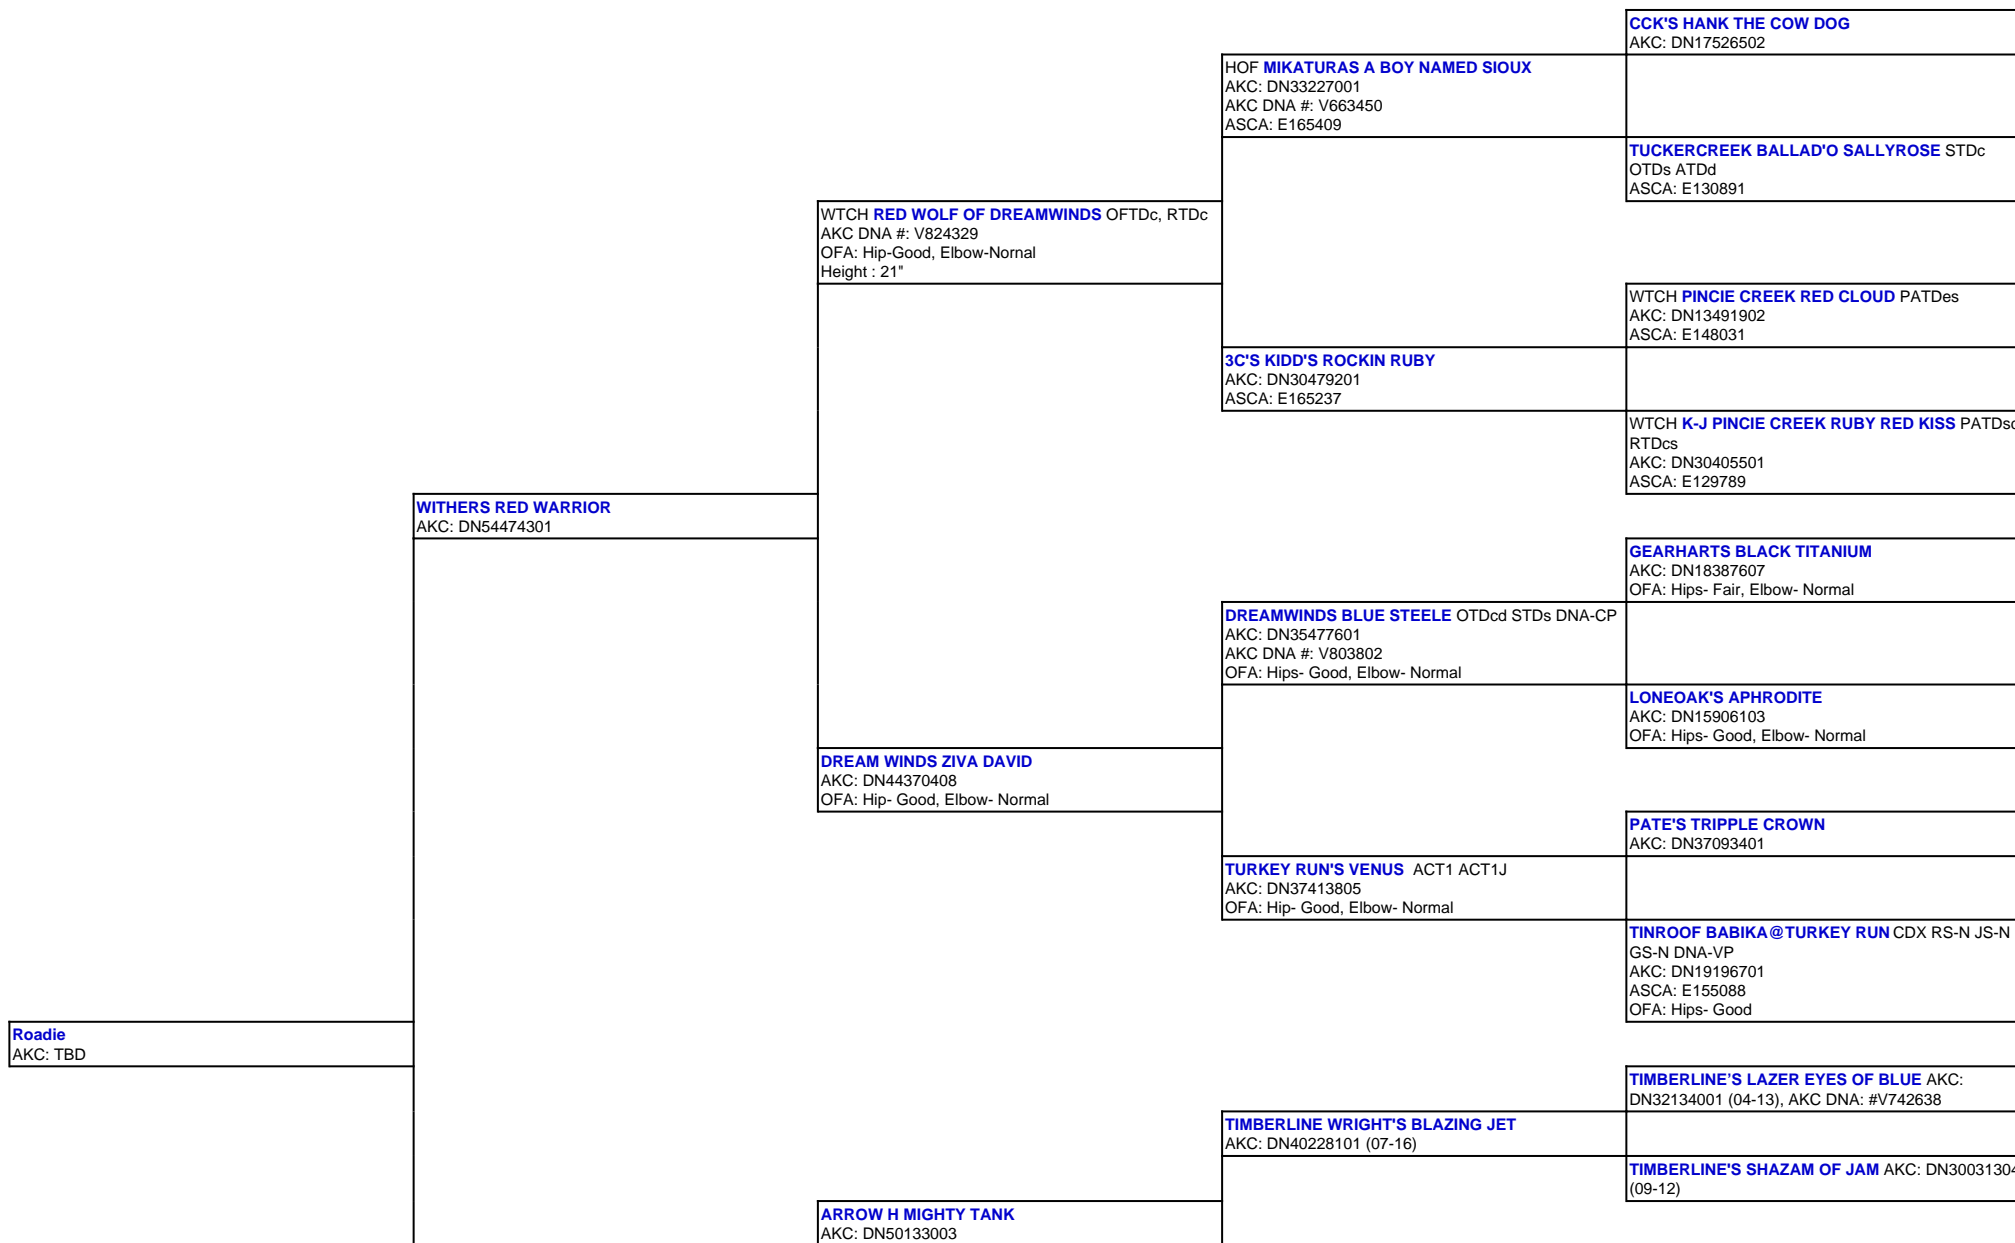 CCK'S HANK THE COW DOG
AKC: DN17526502
HOF MIKATURAS A BOY NAMED SIOUX
AKC: DN33227001
AKC DNA #: V663450
ASCA: E165409
TUCKERCREEK BALLAD'O SALLYROSE STDc
OTDs ATDd
ASCA: E130891
WTCH RED WOLF OF DREAMWINDS OFTDc, RTDc
AKC DNA #: V824329
OFA: Hip-Good, Elbow-Nornal
Height : 21"
WTCH PINCIE CREEK RED CLOUD PATDes
AKC: DN13491902
ASCA: E148031
3C'S KIDD'S ROCKIN RUBY
AKC: DN30479201
ASCA: E165237
WTCH K-J PINCIE CREEK RUBY RED KISS
RTDcs
AKC: DN30405501
ASCA: E129789
WITHERS RED WARRIOR
AKC: DN54474301
GEARHARTS BLACK TITANIUM
AKC: DN18387607
OFA: Hips- Fair, Elbow- Normal
DREAMWINDS BLUE STEELE OTDcd STDs DNA-CP
AKC: DN35477601
AKC DNA #: V803802
OFA: Hips- Good, Elbow- Normal
LONEOAK'S APHRODITE
AKC: DN15906103
OFA: Hips- Good, Elbow- Normal
DREAM WINDS ZIVA DAVID
AKC: DN44370408
OFA: Hip- Good, Elbow- Normal
PATE'S TRIPPLE CROWN
AKC: DN37093401
TURKEY RUN'S VENUS ACT1 ACT1J
AKC: DN37413805
OFA: Hip- Good, Elbow- Normal
TINROOF BABIKA@TURKEY RUN CDX RS-N JS-N
GS-N DNA-VP
AKC: DN19196701
ASCA: E155088
OFA: Hips- Good
Roadie
AKC: TBD
TIMBERLINE’S LAZER EYES OF BLUE AKC:
DN32134001 (04-13), AKC DNA: #V742638
TIMBERLINE WRIGHT'S BLAZING JET
AKC: DN40228101 (07-16)
TIMBERLINE'S SHAZAM OF JAM AKC: DN30031304
(09-12)
ARROW H MIGHTY TANK
AKC: DN50133003